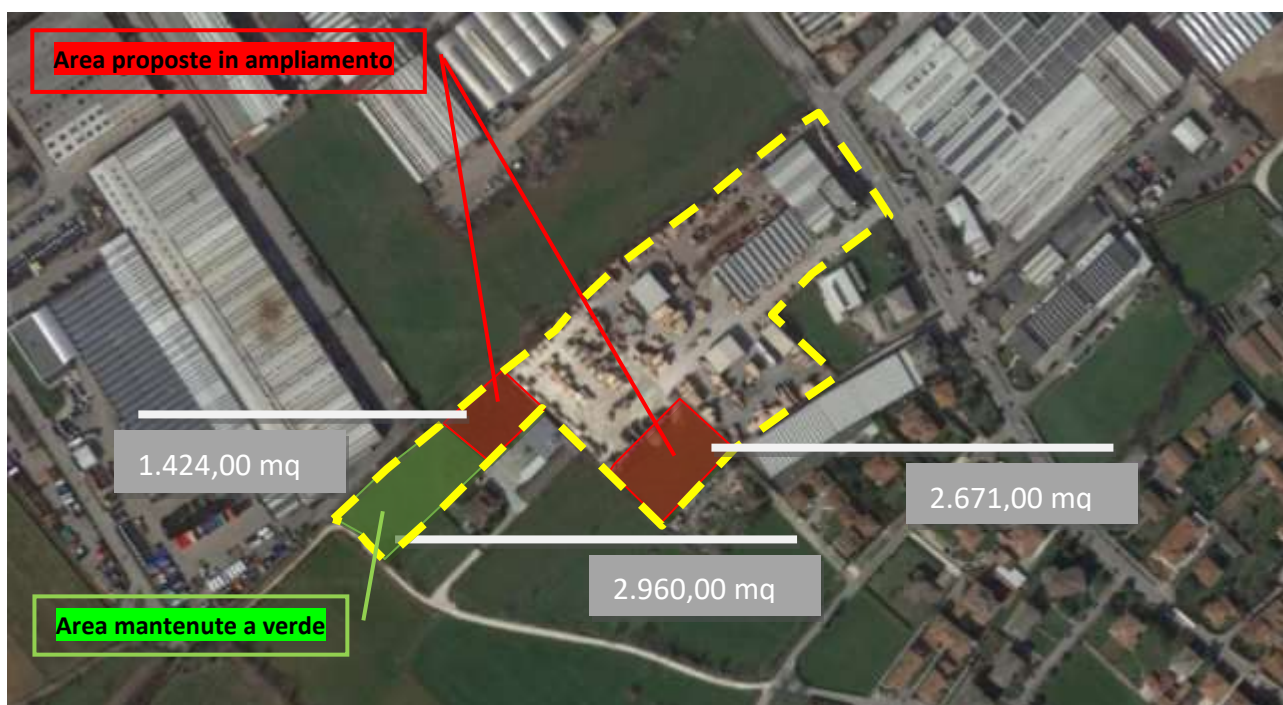 Area proposte in ampliamento
1.424,00 mq
2.671,00 mq
2.960,00 mq
Area mantenute a verde